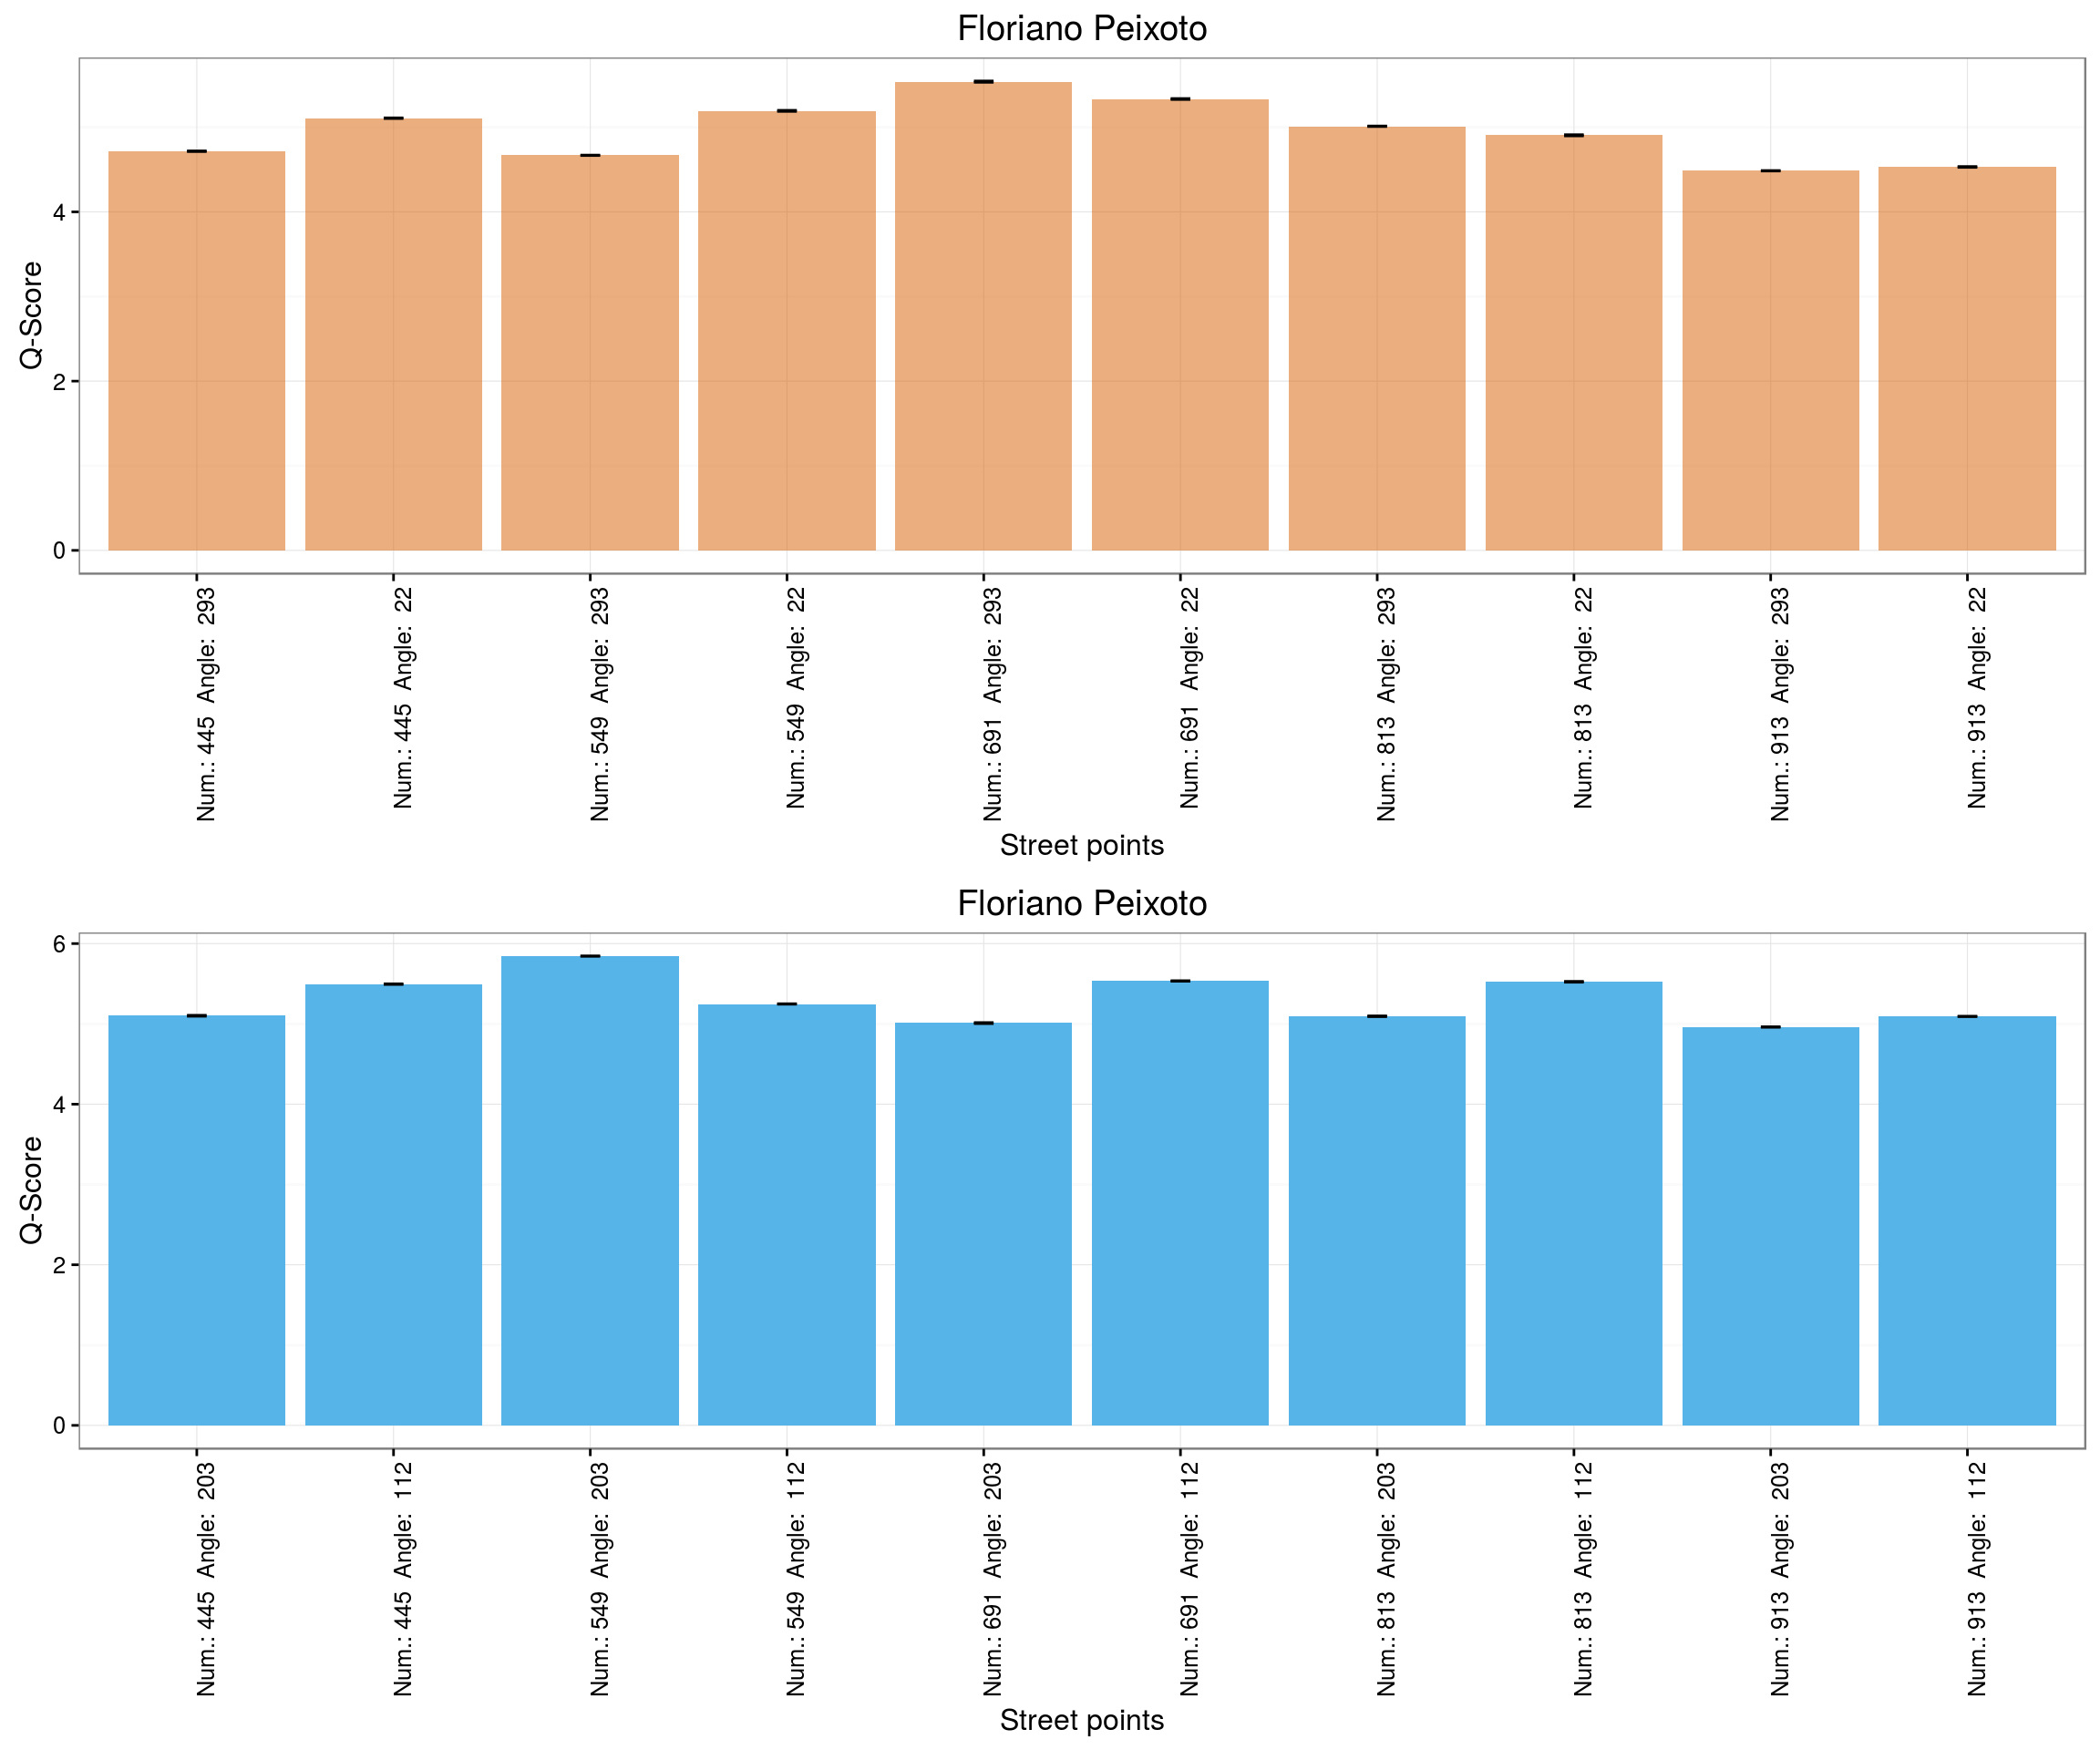 Floriano Peixoto
Q-Score
4
2
0
Num.: 445 Angle: 293
Num.: 445 Angle: 22
Num.: 549 Angle: 293
Num.: 549 Angle: 22
Num.: 691 Angle: 293
Num.: 691 Angle: 22
Num.: 813 Angle: 293
Num.: 813 Angle: 22
Num.: 913 Angle: 293
Num.: 913 Angle: 22
Street points
Floriano Peixoto
Q-Score
6
4
2
0
Num.: 445 Angle: 203
Num.: 445 Angle: 112
Num.: 549 Angle: 203
Num.: 549 Angle: 112
Num.: 691 Angle: 203
Num.: 691 Angle: 112
Num.: 813 Angle: 203
Num.: 813 Angle: 112
Num.: 913 Angle: 203
Num.: 913 Angle: 112
Street points